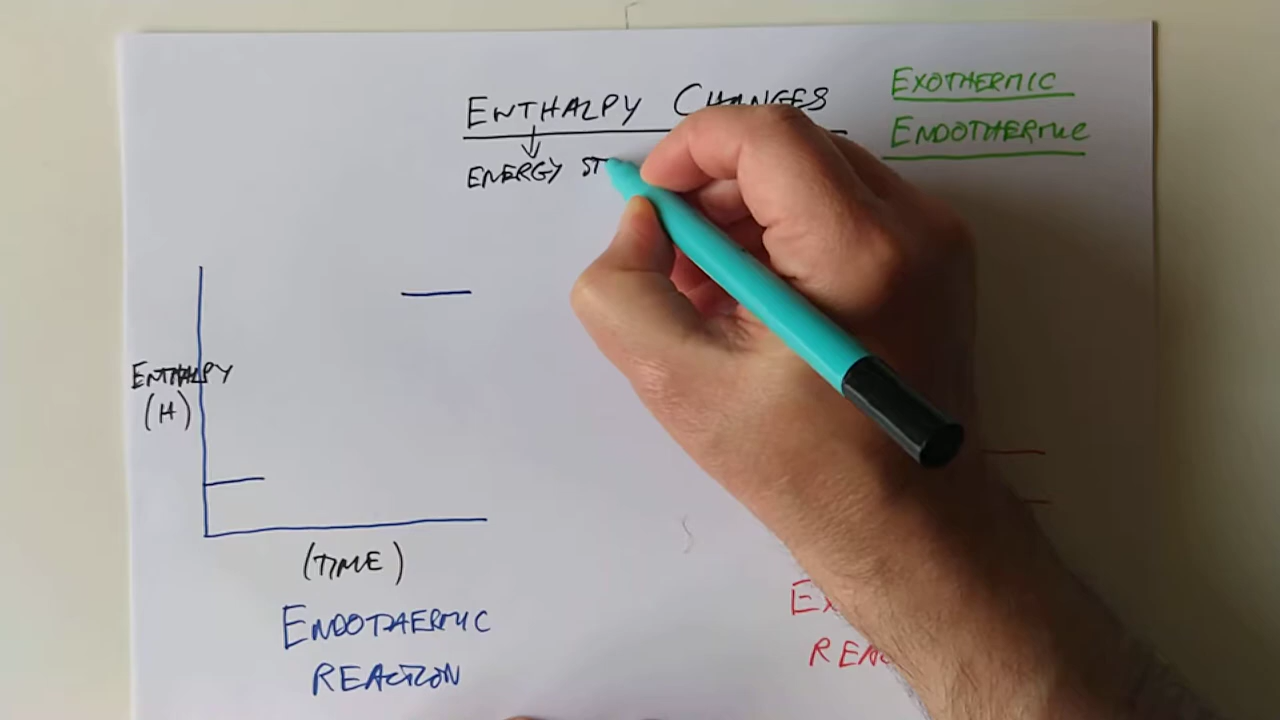 ENTHALPY CHANGES
ENERGY ST
EXOTHERMIC
ENDOTHERMIC
ENTHALPY
(H)
(TIME)
ENDOTHERMIC
REACTION